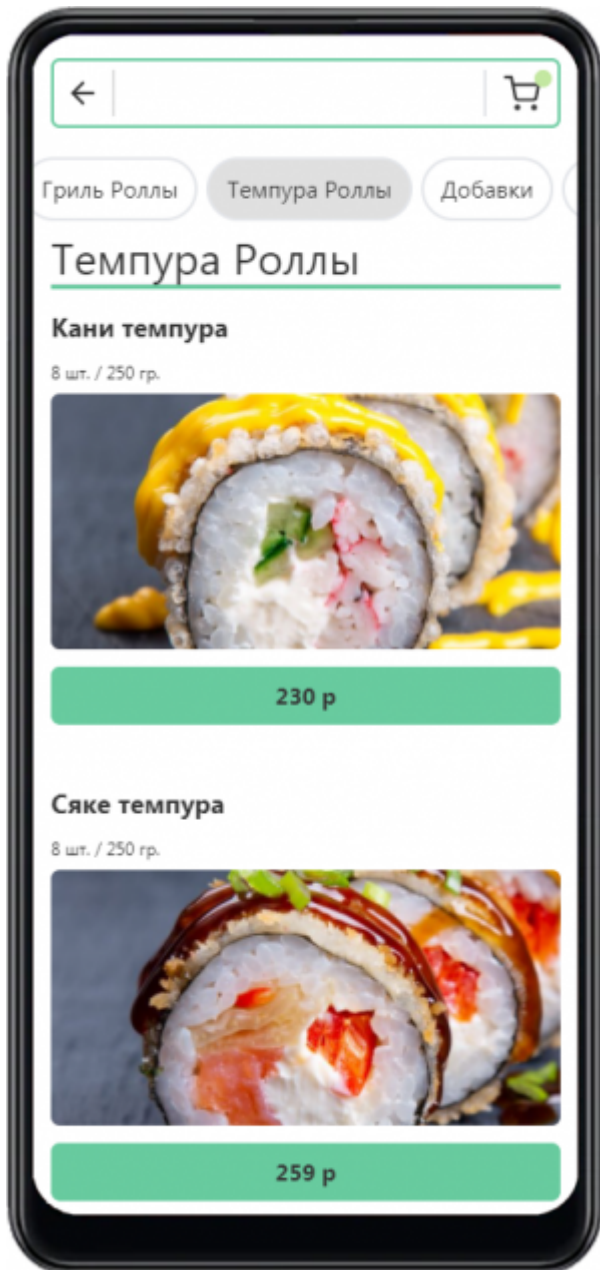 Гриль Роллы Темпура Роллы Добавки
Темпура Роллы
Кани темпура
8 шт. / 250 гр.
230 р
Сяке темпура
8 шт. / 250 гр.
259 р